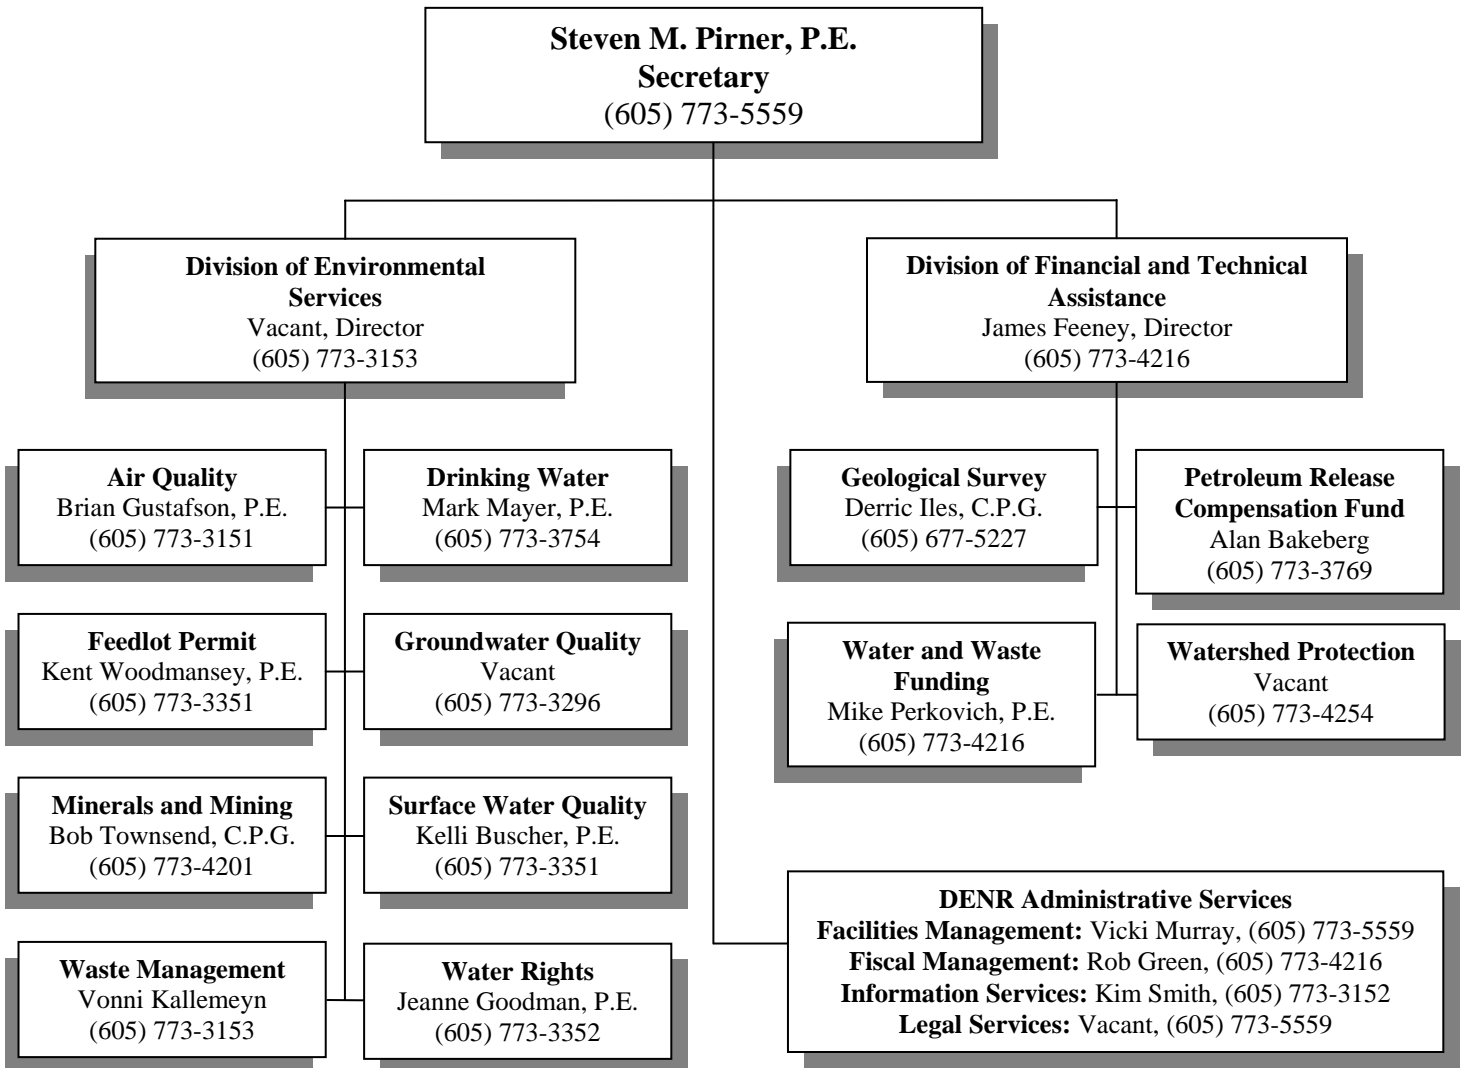 Steven M. Pirner, P.E.
Secretary
(605) 773-5559
Division of Environmental
Services
Vacant, Director
(605) 773-3153
Division of Financial and Technical
Assistance
James Feeney, Director
(605) 773-4216
Air Quality
Brian Gustafson, P.E.
(605) 773-3151
Drinking Water
Mark Mayer, P.E.
(605) 773-3754
Geological Survey
Derric Iles, C.P.G.
(605) 677-5227
Petroleum Release
Compensation Fund
Alan Bakeberg
(605) 773-3769
Feedlot Permit
Kent Woodmansey, P.E.
(605) 773-3351
Groundwater Quality
Vacant
(605) 773-3296
Water and Waste
Funding
Mike Perkovich, P.E.
(605) 773-4216
Watershed Protection
Vacant
(605) 773-4254
Minerals and Mining
Bob Townsend, C.P.G.
(605) 773-4201
Surface Water Quality
Kelli Buscher, P.E.
(605) 773-3351
Waste Management
Vonni Kallemeyn
(605) 773-3153
Water Rights
Jeanne Goodman, P.E.
(605) 773-3352
DENR Administrative Services
Facilities Management: Vicki Murray, (605) 773-5559
Fiscal Management: Rob Green, (605) 773-4216
Information Services: Kim Smith, (605) 773-3152
Legal Services: Vacant, (605) 773-5559